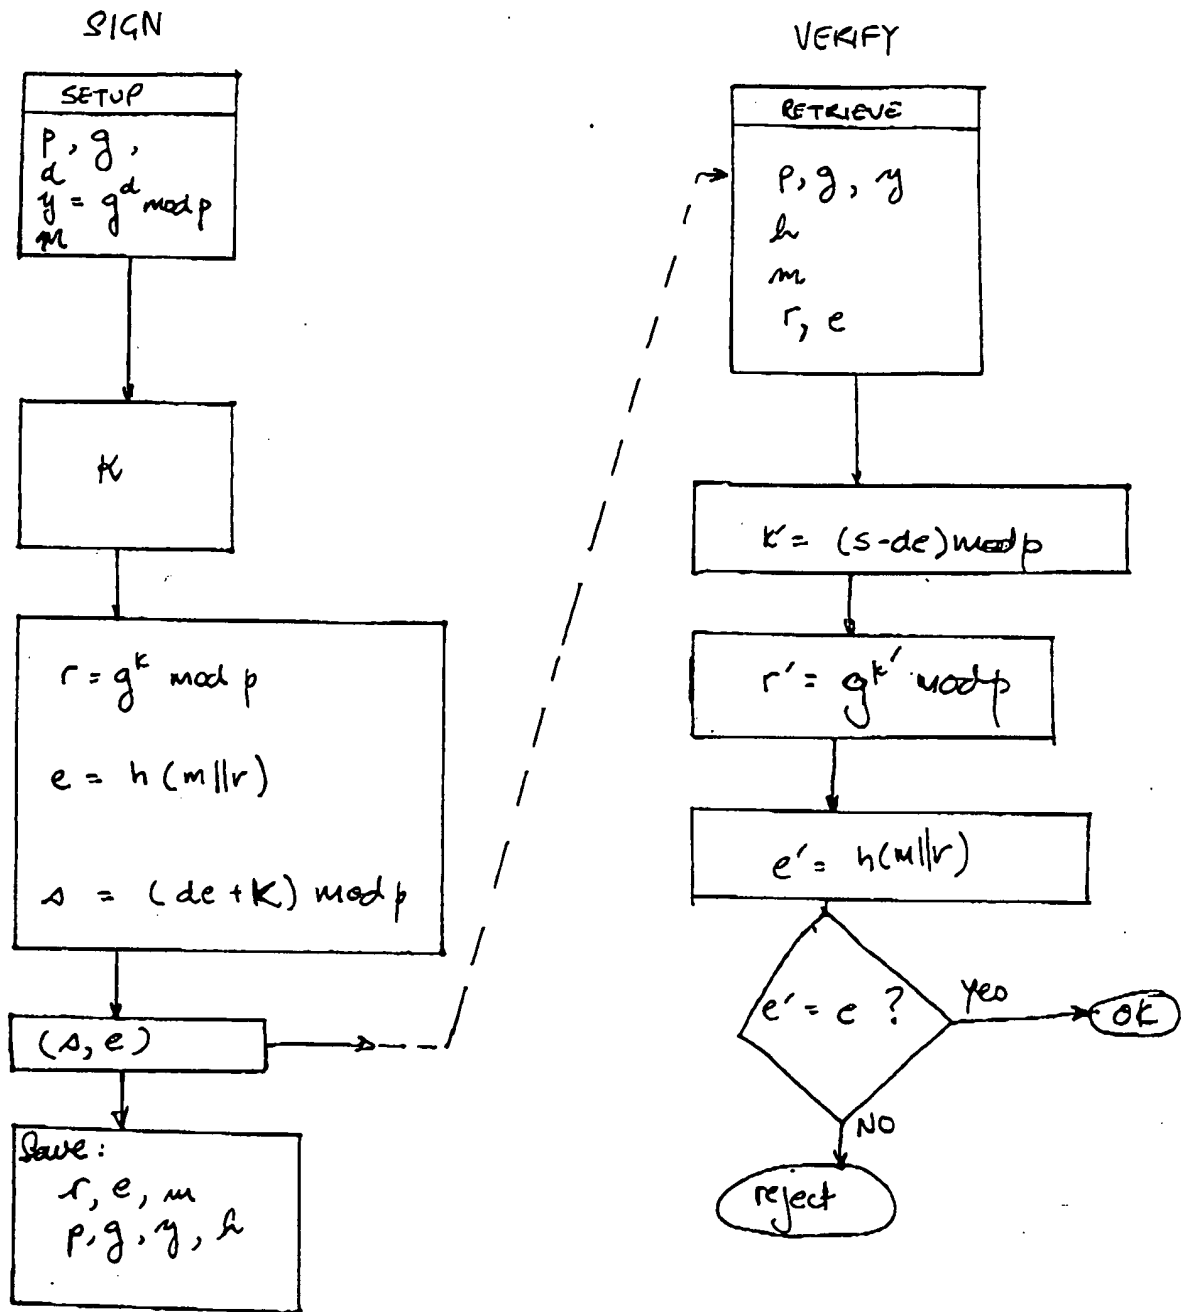 SIGN
SETUP
p, g,
d
y = g^d mod p
m
K
r = g^k mod p
e = h(m||r)
s = (de + K) mod p
(s, e)
Save:
r, e, m
p, g, y, h
VERIFY
RETRIEVE
p, g, y
h
m
r, e
k' = (s-de) mod p
r' = g^k' mod p
e' = h(m||r)
e' = e ?
yes
OK
NO
reject